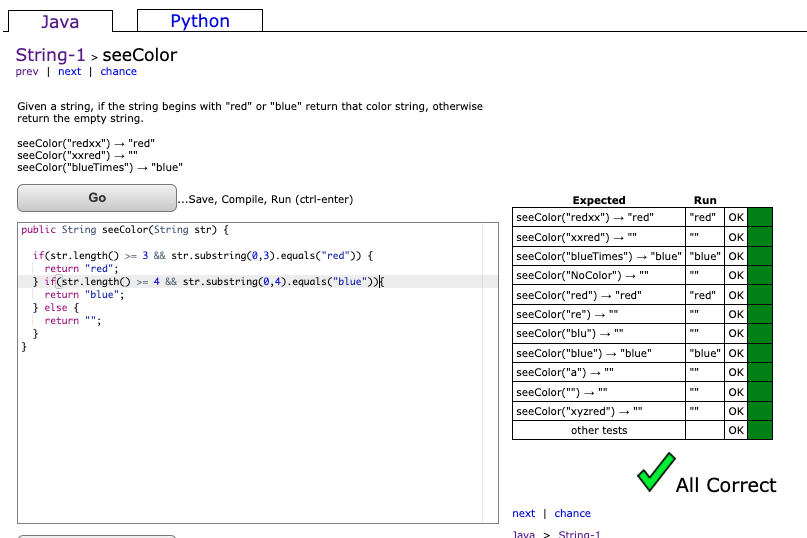 Java
Python
String-1 > seeColor
prev | next | chance
Given a string, if the string begins with "red" or "blue" return that color string, otherwise
return the empty string.
seeColor("redxx") → "red"
seeColor("xxred") → ""
seeColor("blueTimes") → "blue"
Go
...Save, Compile, Run (ctrl-enter)
public String seeColor(String str) {
if(str.length() >= 3 && str.substring(0,3).equals("red")) {
return "red";
} if(str.length() >= 4 && str.substring(0,4).equals("blue")){
return "blue";
} else {
return "";
}
}
Expected Run
seeColor("redxx") → "red" "red" OK
seeColor("xxred") → "" "" OK
seeColor("blueTimes") → "blue" "blue" OK
seeColor("NoColor") → "" "" OK
seeColor("red") → "red" "red" OK
seeColor("re") → "" "" OK
seeColor("blu") → "" "" OK
seeColor("blue") → "blue" "blue" OK
seeColor("a") → "" "" OK
seeColor("") → "" "" OK
seeColor("xyzred") → "" "" OK
other tests OK
All Correct
next | chance
Java > String-1